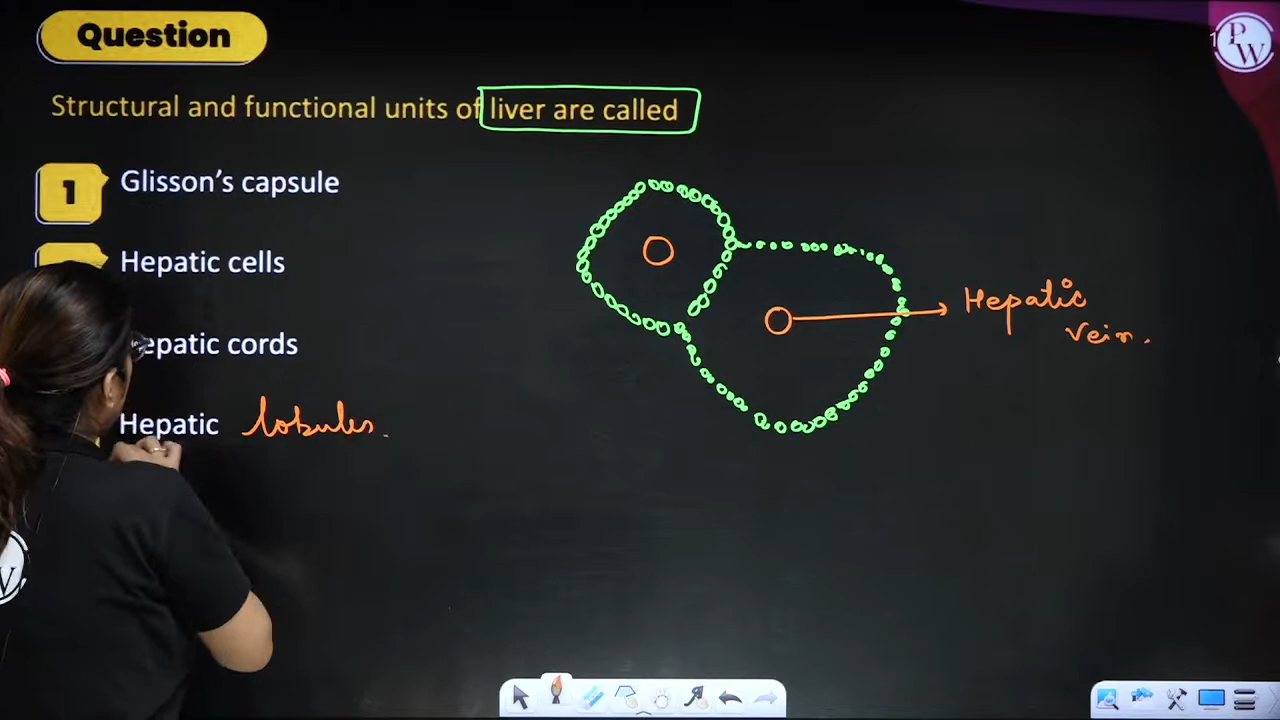 Question
Structural and functional units of liver are called
1 Glisson's capsule
Hepatic cells
epatic cords
Hepatic lobules.
Hepatic
vein.
PW